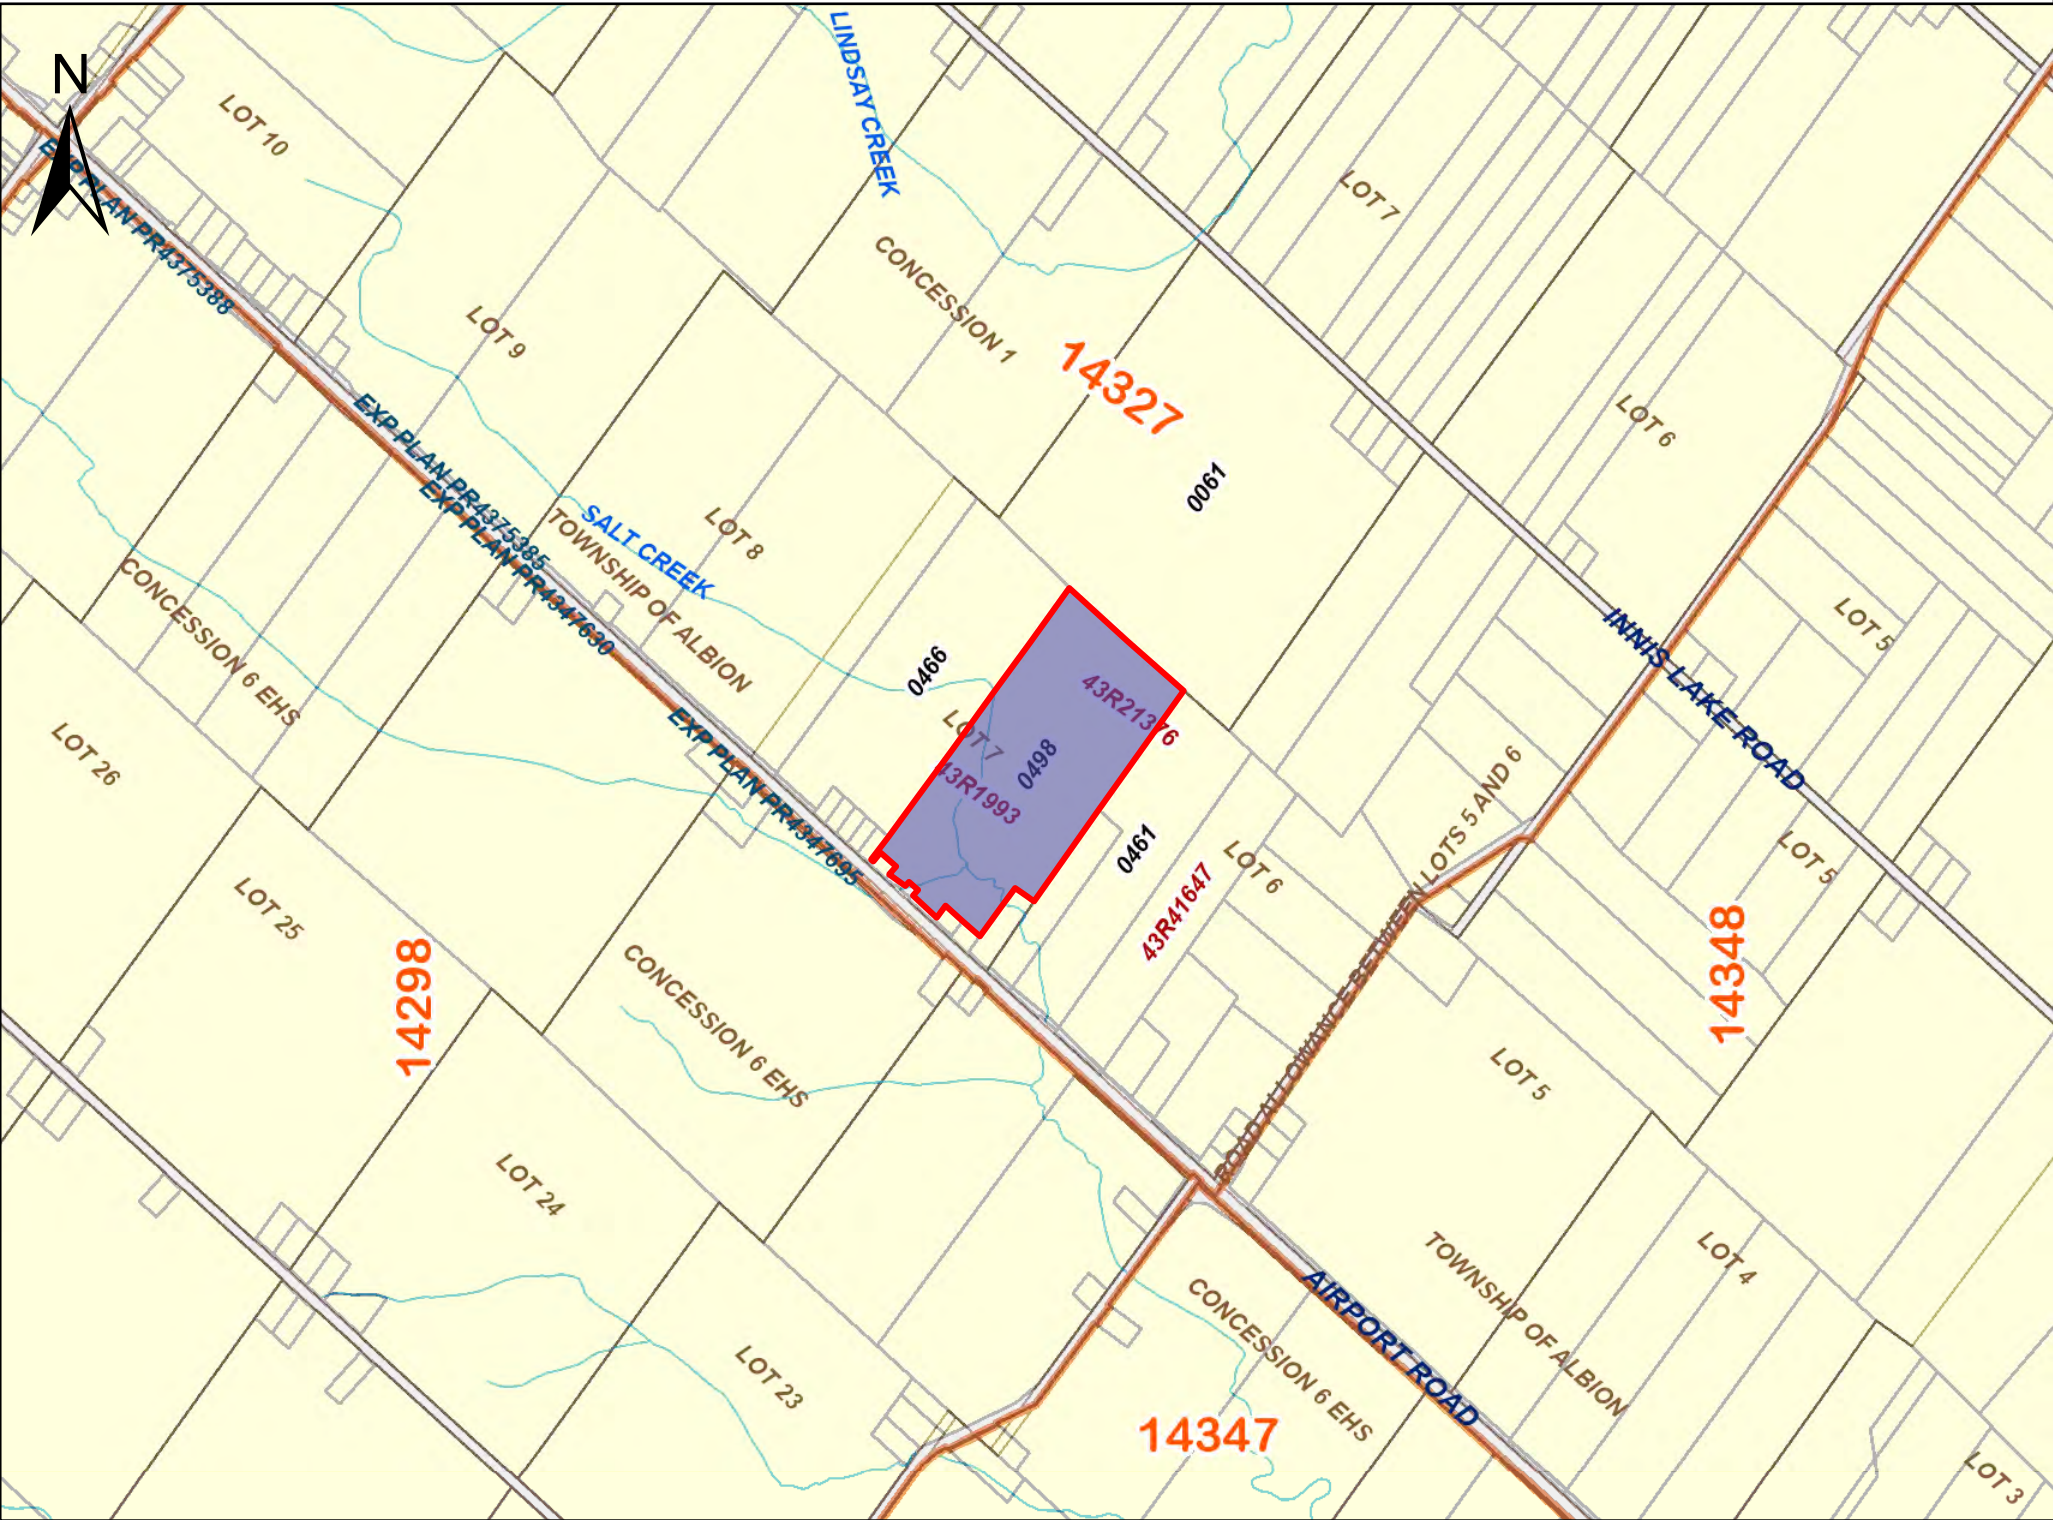 N
LINDSAY CREEK
LOT 10
EXP PLAN PR4375388
LOT 7
CONCESSION 1
LOT 9
14327
EXP PLAN PR4375385
LOT 6
EXP PLAN PR4347630
0061
LOT 8
SALT CREEK
TOWNSHIP OF ALBION
CONCESSION 6 EHS
INNIS LAKE ROAD
LOT 5
0466
43R21376
LOT 7
0498
43R1993
EXP PLAN PR4347695
LOT 26
0461
LOT 6
43R41647
ROAD ALLOWANCE BETWEEN LOTS 5 AND 6
LOT 5
LOT 25
14298
14348
CONCESSION 6 EHS
LOT 5
LOT 24
LOT 4
TOWNSHIP OF ALBION
AIRPORT ROAD
CONCESSION 6 EHS
LOT 23
14347
LOT 3